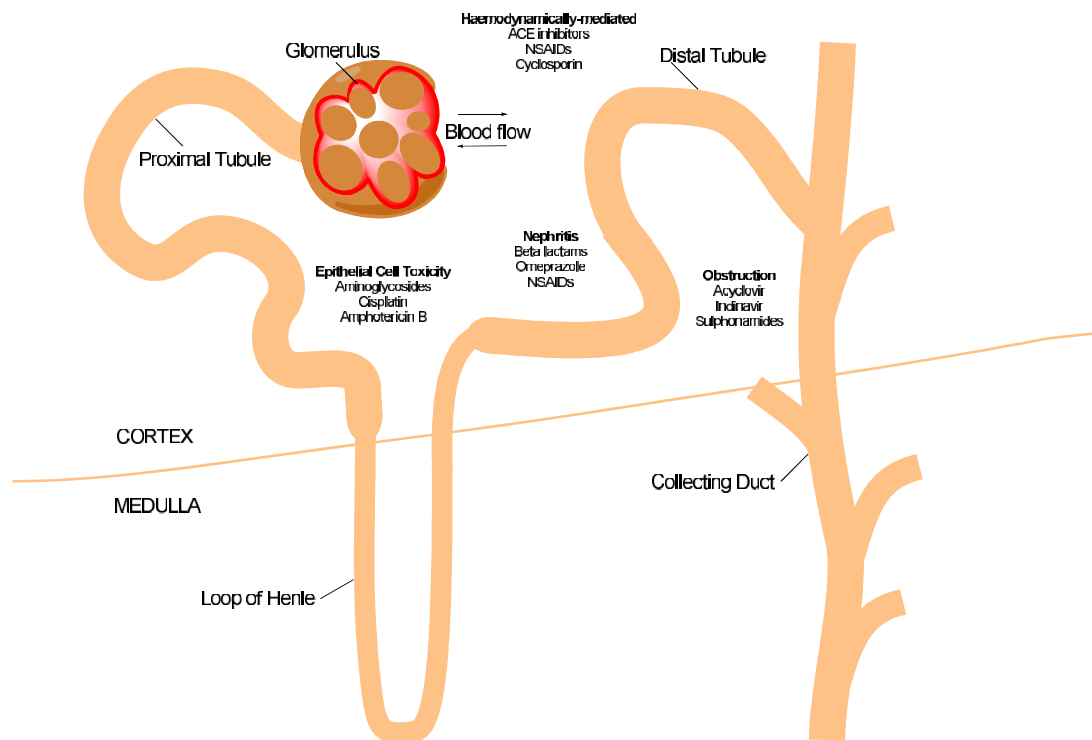 Haemodynamically-mediated
ACE inhibitors
NSAIDs
Cyclosporin
Glomerulus
Distal Tubule
Blood flow
Proximal Tubule
Nephritis
Beta lactams
Omeprazole
NSAIDs
Epithelial Cell Toxicity
Aminoglycosides
Cisplatin
Amphotericin B
Obstruction
Acyclovir
Indinavir
Sulphonamides
CORTEX
MEDULLA
Collecting Duct
Loop of Henle